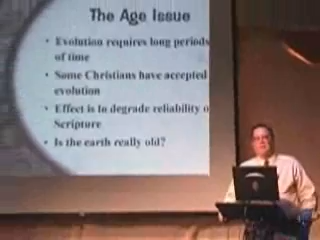 The Age Issue
• Evolution requires long periods
of time
• Some Christians have accepted
evolution
• Effect is to degrade reliability o
Scripture
• Is the earth really old?